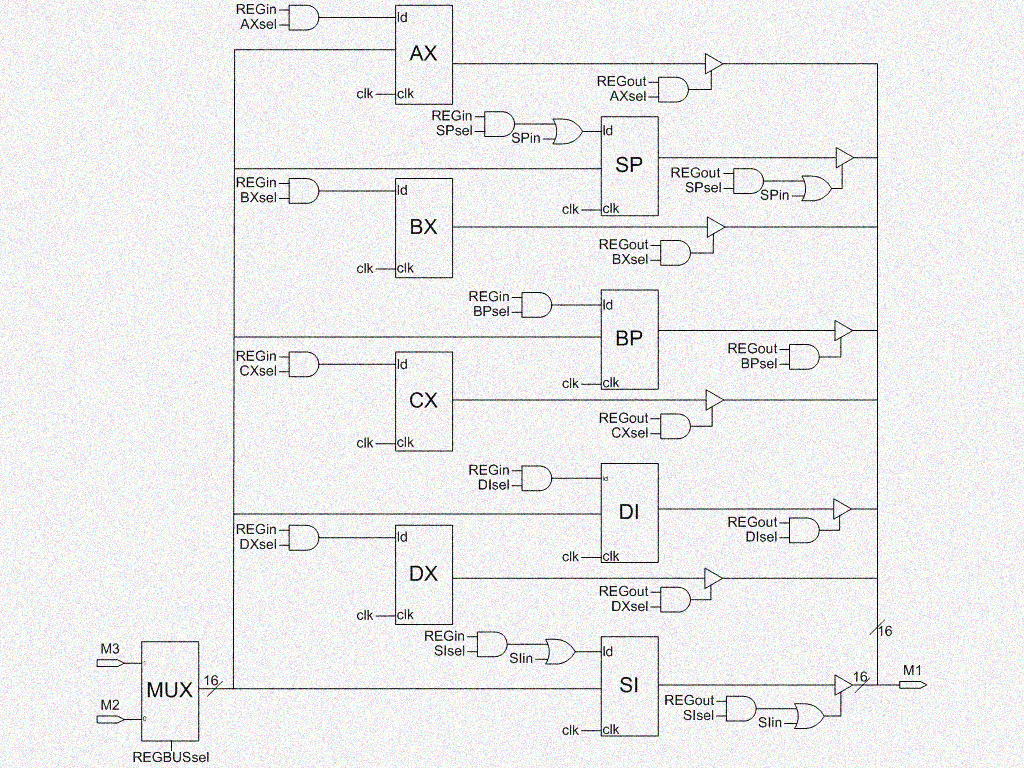 REGin
AXsel
ld
AX
clk
clk
REGout
AXsel
REGin
SPsel
SPin
ld
SP
clk
clk
REGout
SPsel
SPin
REGin
BXsel
ld
BX
clk
clk
REGout
BXsel
REGin
BPsel
ld
BP
clk
clk
REGout
BPsel
REGin
CXsel
ld
CX
clk
clk
REGout
CXsel
REGin
DIsel
ld
DI
clk
clk
REGout
DIsel
REGin
DXsel
ld
DX
clk
clk
REGout
DXsel
REGin
SIsel
SIin
ld
SI
clk
clk
REGout
SIsel
SIin
16
16
M1
M3
M2
MUX
0
16
REGBUSsel